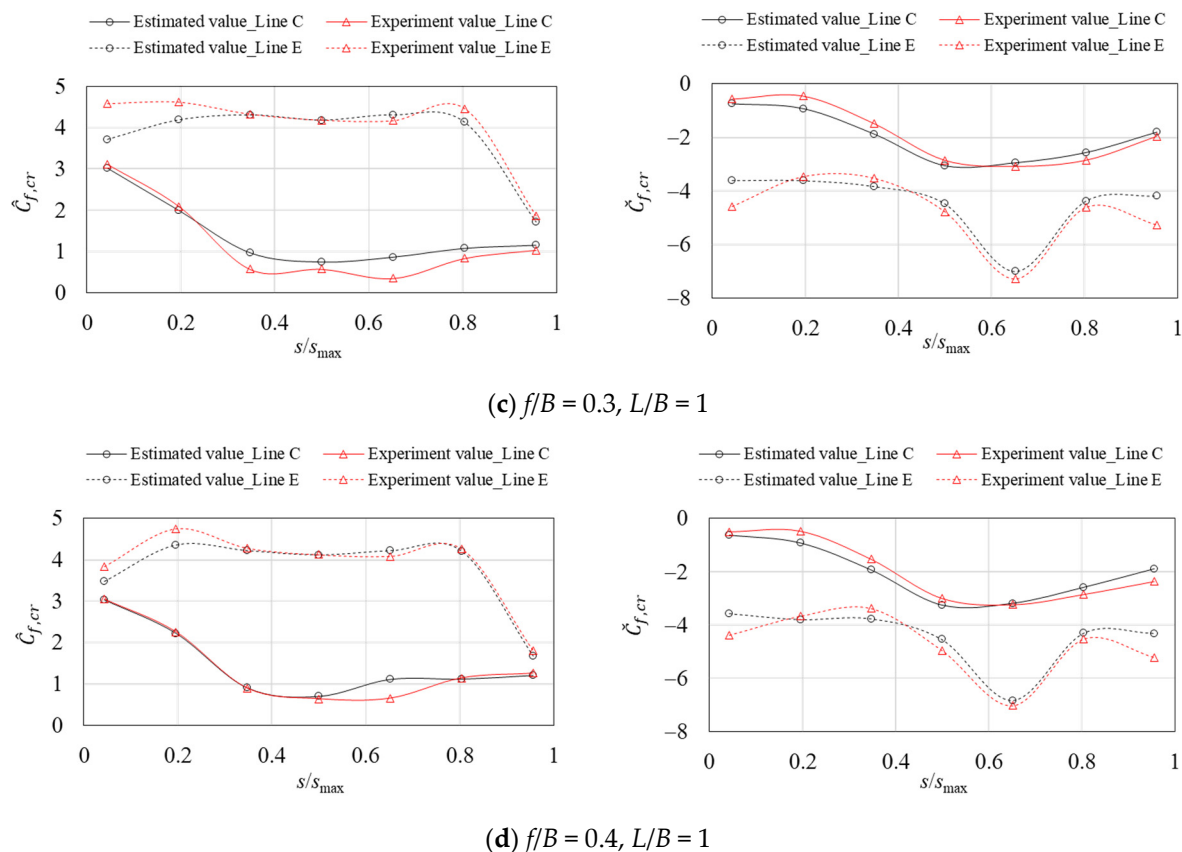 Estimated value_Line C Experiment value_Line C
Estimated value_Line E Experiment value_Line E
5
4
3
2
1
0
Ĉf,cr
0 0.2 0.4 0.6 0.8 1
s/smax
Estimated value_Line C Experiment value_Line C
Estimated value_Line E Experiment value_Line E
0
−2
−4
−6
−8
Č​f,cr
0 0.2 0.4 0.6 0.8 1
s/smax
(c) f/B = 0.3, L/B = 1
Estimated value_Line C Experiment value_Line C
Estimated value_Line E Experiment value_Line E
5
4
3
2
1
0
Ĉf,cr
0 0.2 0.4 0.6 0.8 1
s/smax
Estimated value_Line C Experiment value_Line C
Estimated value_Line E Experiment value_Line E
0
−2
−4
−6
−8
Čf,cr
0 0.2 0.4 0.6 0.8 1
s/smax
(d) f/B = 0.4, L/B = 1